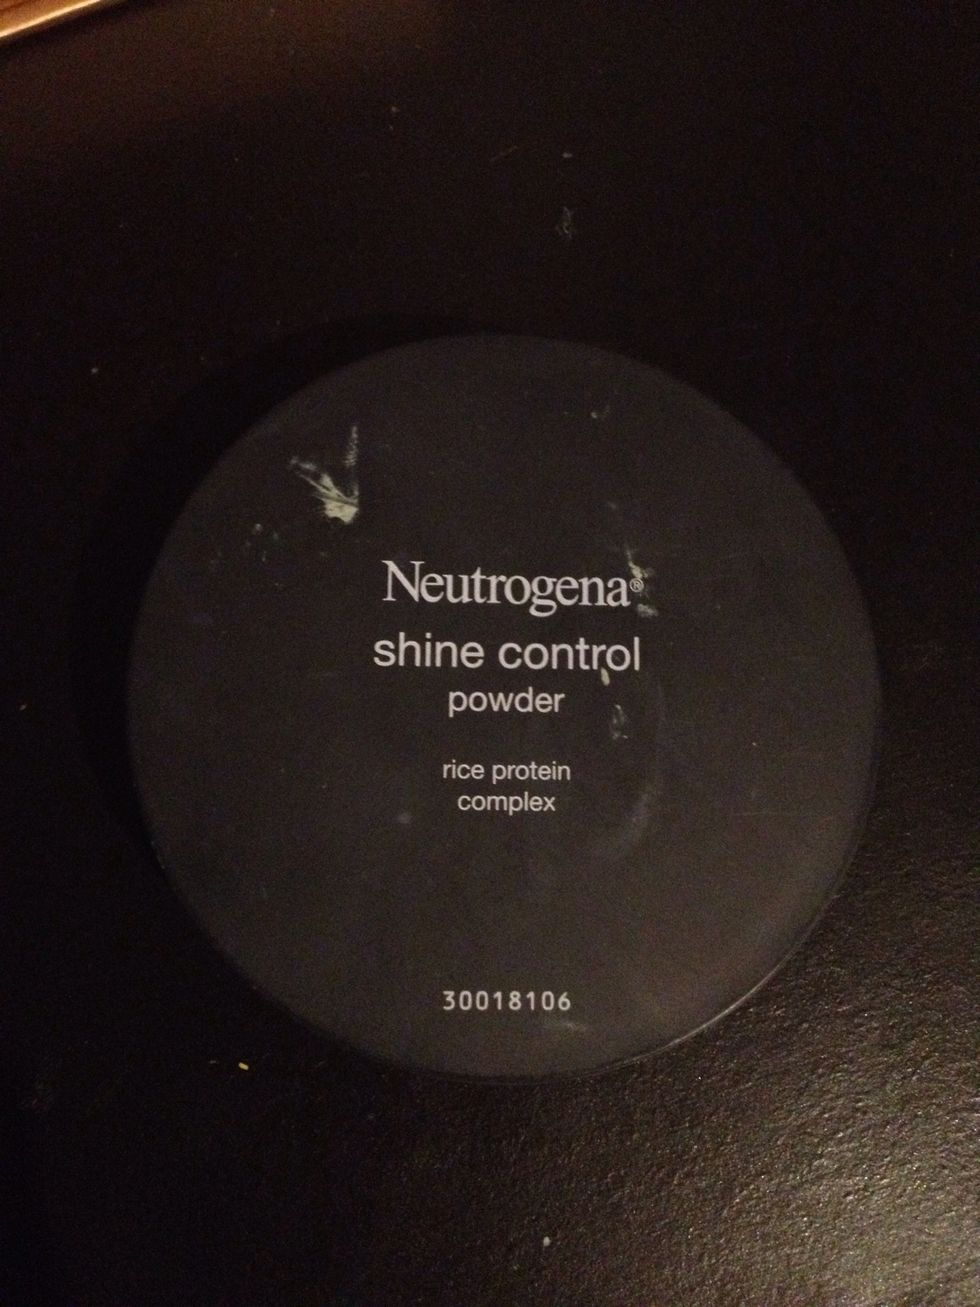 Neutrogena®
shine control
powder
rice protein
complex
30018106